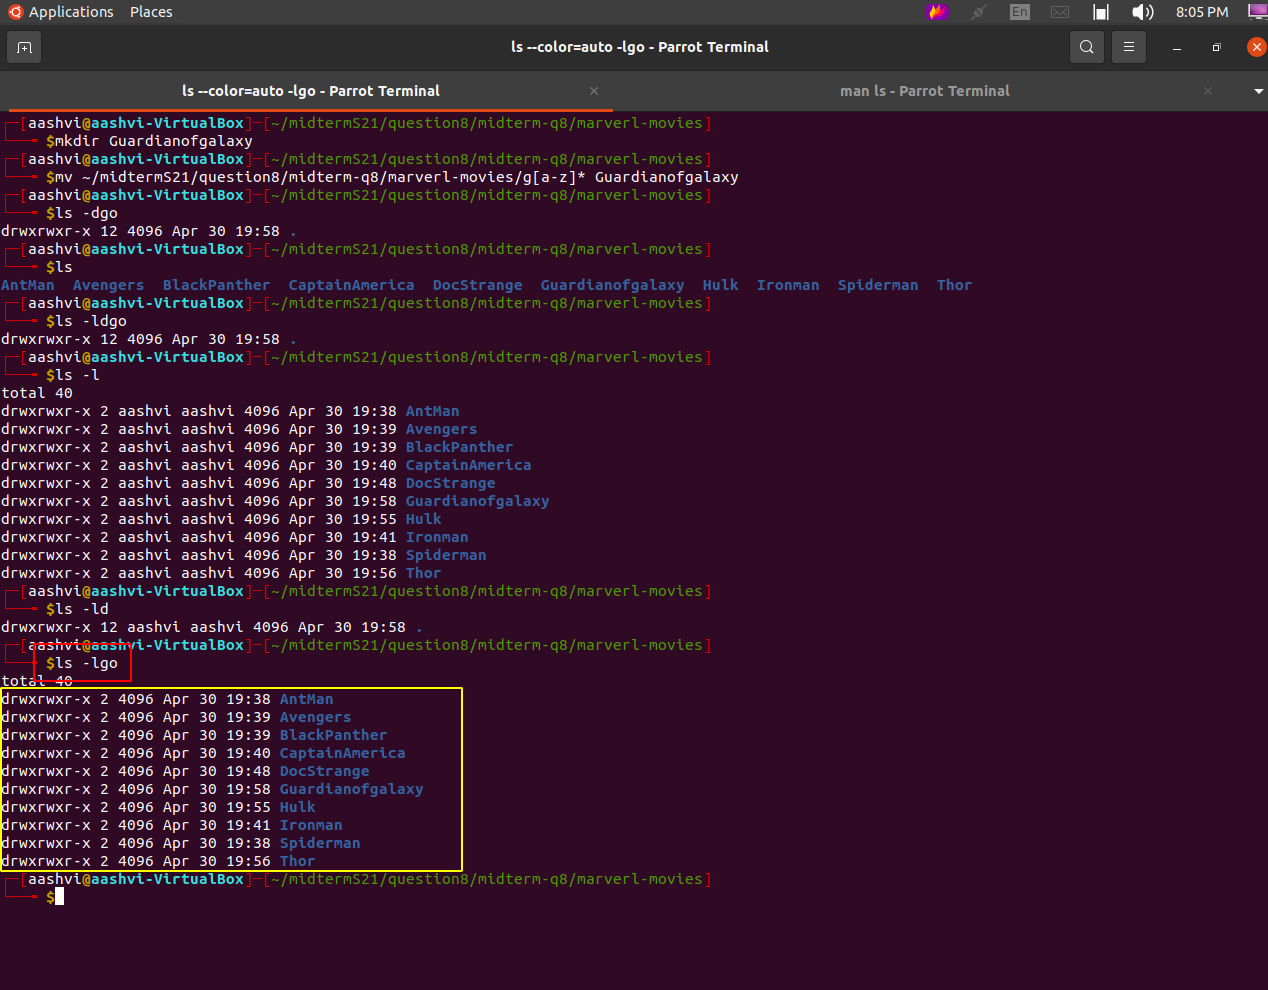 Applications Places En 8:05 PM
ls --color=auto -lgo - Parrot Terminal
ls --color=auto -lgo - Parrot Terminal × man ls - Parrot Terminal ×
[aashvi@aashvi-VirtualBox]-[~/midtermS21/question8/midterm-q8/marverl-movies]
$mkdir Guardianofgalaxy
[aashvi@aashvi-VirtualBox]-[~/midtermS21/question8/midterm-q8/marverl-movies]
$mv ~/midtermS21/question8/midterm-q8/marverl-movies/g[a-z]* Guardianofgalaxy
[aashvi@aashvi-VirtualBox]-[~/midtermS21/question8/midterm-q8/marverl-movies]
$ls -dgo
drwxrwxr-x 12 4096 Apr 30 19:58 .
[aashvi@aashvi-VirtualBox]-[~/midtermS21/question8/midterm-q8/marverl-movies]
$ls
AntMan Avengers BlackPanther CaptainAmerica DocStrange Guardianofgalaxy Hulk Ironman Spiderman Thor
[aashvi@aashvi-VirtualBox]-[~/midtermS21/question8/midterm-q8/marverl-movies]
$ls -ldgo
drwxrwxr-x 12 4096 Apr 30 19:58 .
[aashvi@aashvi-VirtualBox]-[~/midtermS21/question8/midterm-q8/marverl-movies]
$ls -l
total 40
drwxrwxr-x 2 aashvi aashvi 4096 Apr 30 19:38 AntMan
drwxrwxr-x 2 aashvi aashvi 4096 Apr 30 19:39 Avengers
drwxrwxr-x 2 aashvi aashvi 4096 Apr 30 19:39 BlackPanther
drwxrwxr-x 2 aashvi aashvi 4096 Apr 30 19:40 CaptainAmerica
drwxrwxr-x 2 aashvi aashvi 4096 Apr 30 19:48 DocStrange
drwxrwxr-x 2 aashvi aashvi 4096 Apr 30 19:58 Guardianofgalaxy
drwxrwxr-x 2 aashvi aashvi 4096 Apr 30 19:55 Hulk
drwxrwxr-x 2 aashvi aashvi 4096 Apr 30 19:41 Ironman
drwxrwxr-x 2 aashvi aashvi 4096 Apr 30 19:38 Spiderman
drwxrwxr-x 2 aashvi aashvi 4096 Apr 30 19:56 Thor
[aashvi@aashvi-VirtualBox]-[~/midtermS21/question8/midterm-q8/marverl-movies]
$ls -ld
drwxrwxr-x 12 aashvi aashvi 4096 Apr 30 19:58 .
[aashvi@aashvi-VirtualBox]-[~/midtermS21/question8/midterm-q8/marverl-movies]
$ls -lgo
total 40
drwxrwxr-x 2 4096 Apr 30 19:38 AntMan
drwxrwxr-x 2 4096 Apr 30 19:39 Avengers
drwxrwxr-x 2 4096 Apr 30 19:39 BlackPanther
drwxrwxr-x 2 4096 Apr 30 19:40 CaptainAmerica
drwxrwxr-x 2 4096 Apr 30 19:48 DocStrange
drwxrwxr-x 2 4096 Apr 30 19:58 Guardianofgalaxy
drwxrwxr-x 2 4096 Apr 30 19:55 Hulk
drwxrwxr-x 2 4096 Apr 30 19:41 Ironman
drwxrwxr-x 2 4096 Apr 30 19:38 Spiderman
drwxrwxr-x 2 4096 Apr 30 19:56 Thor
[aashvi@aashvi-VirtualBox]-[~/midtermS21/question8/midterm-q8/marverl-movies]
$